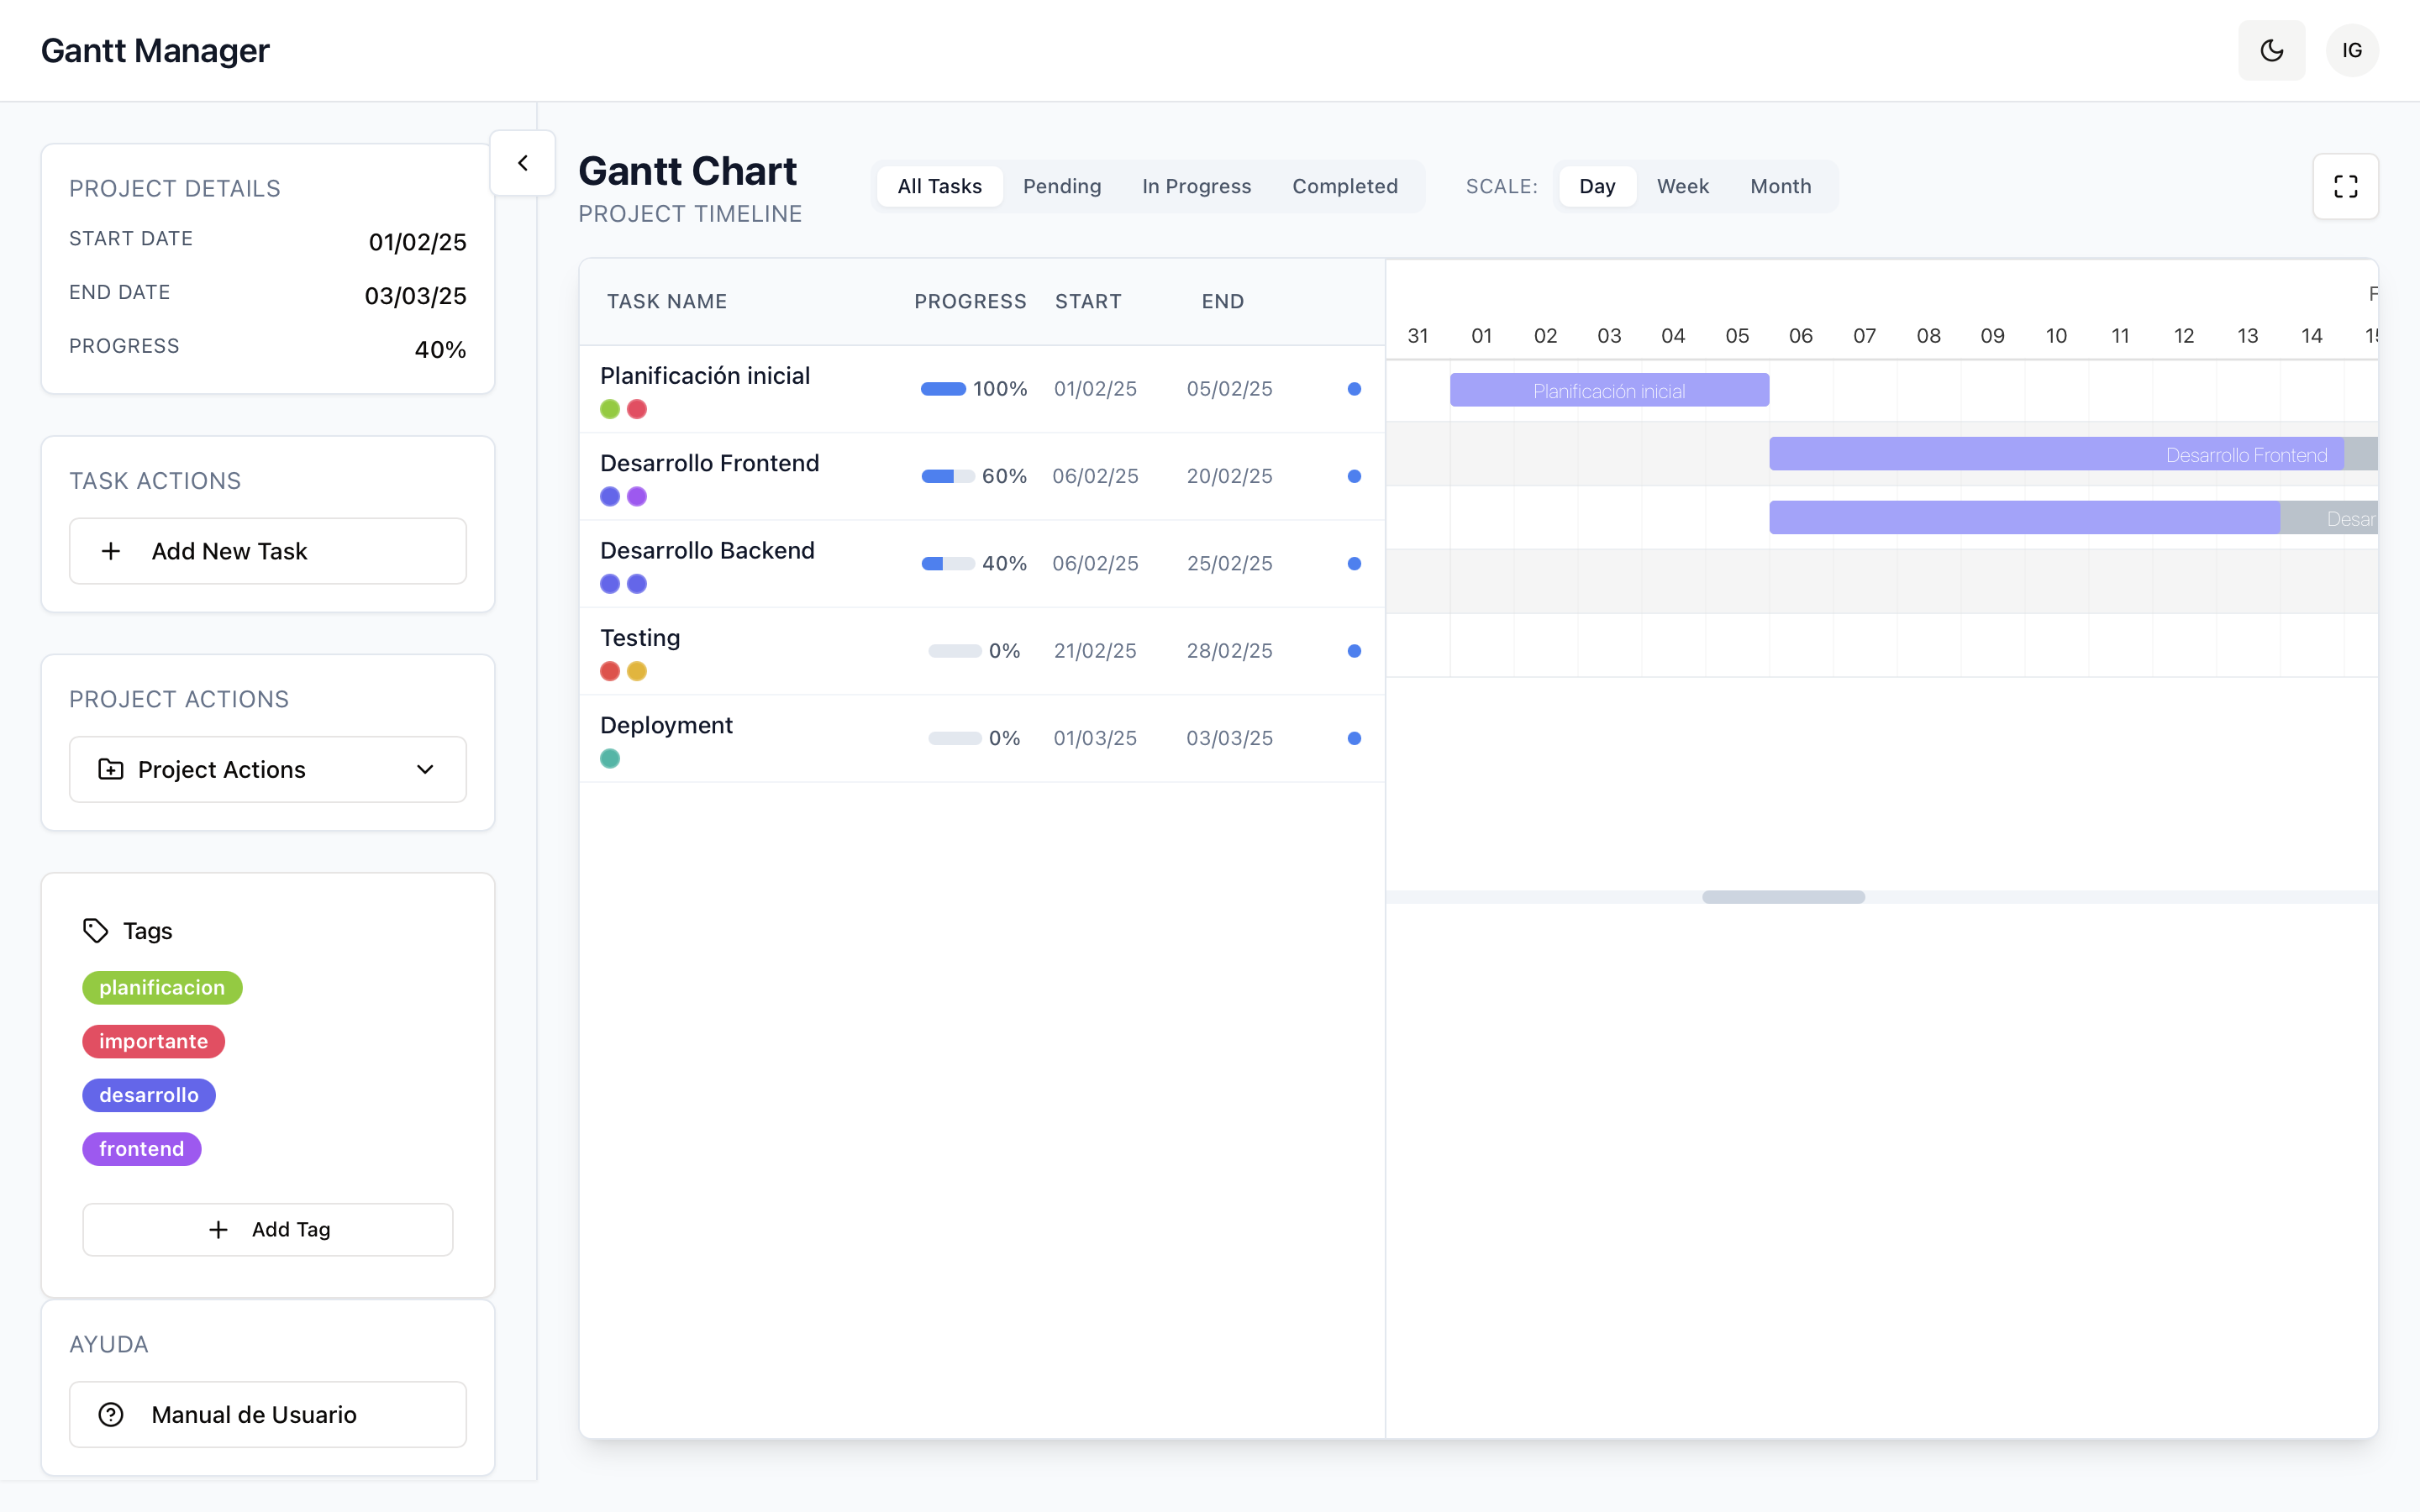 Gantt Manager
IG
PROJECT DETAILS
START DATE 01/02/25
END DATE 03/03/25
PROGRESS 40%
TASK ACTIONS
Add New Task
PROJECT ACTIONS
Project Actions
Tags
planificacion
importante
desarrollo
frontend
Add Tag
AYUDA
Manual de Usuario
Gantt Chart
PROJECT TIMELINE
All Tasks Pending In Progress Completed
SCALE: Day Week Month
TASK NAME PROGRESS START END
Planificación inicial 100% 01/02/25 05/02/25
Desarrollo Frontend 60% 06/02/25 20/02/25
Desarrollo Backend 40% 06/02/25 25/02/25
Testing 0% 21/02/25 28/02/25
Deployment 0% 01/03/25 03/03/25
F
31 01 02 03 04 05 06 07 08 09 10 11 12 13 14
Planificación inicial
Desarrollo Frontend
Desar